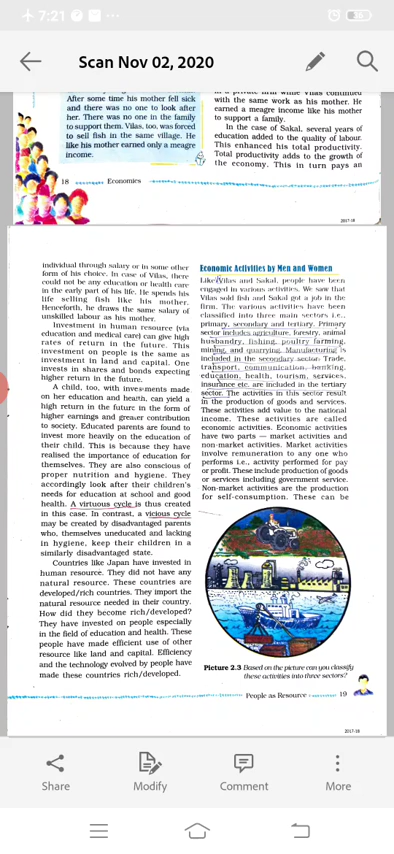 7:21
Scan Nov 02, 2020
After some time his mother fell sick
and there was no one to look after
her. There was no one in the family
to support them. Vilas, too, was forced
to sell fish in the same village. He
like his mother earned only a meagre
income.
18 Economics
in a private firm while Vilas continued
with the same work as his mother. He
earned a meagre income like his mother
to support a family.
In the case of Sakal, several years of
education added to the quality of labour.
This enhanced his total productivity.
Total productivity adds to the growth of
the economy. This in turn pays an
2017-18
individual through salary or in some other
form of his choice. In case of Vilas, there
could not be any education or health care
in the early part of his life. He spends his
life selling fish like his mother.
Henceforth, he draws the same salary of
unskilled labour as his mother.
Investment in human resource (via
education and medical care) can give high
rates of return in the future. This
investment on people is the same as
investment in land and capital. One
invests in shares and bonds expecting
higher return in the future.
A child, too, with investments made
on her education and health, can yield a
high return in the future in the form of
higher earnings and greater contribution
to society. Educated parents are found to
invest more heavily on the education of
their child. This is because they have
realised the importance of education for
themselves. They are also conscious of
proper nutrition and hygiene. They
accordingly look after their children's
needs for education at school and good
health. A virtuous cycle is thus created
in this case. In contrast, a vicious cycle
may be created by disadvantaged parents
who, themselves uneducated and lacking
in hygiene, keep their children in a
similarly disadvantaged state.
Countries like Japan have invested in
human resource. They did not have any
natural resource. These countries are
developed/rich countries. They import the
natural resource needed in their country.
How did they become rich/developed?
They have invested on people especially
in the field of education and health. These
people have made efficient use of other
resource like land and capital. Efficiency
and the technology evolved by people have
made these countries rich/developed.
Economic Activities by Men and Women
Like Vilas and Sakal, people have been
engaged in various activities. We saw that
Vilas sold fish and Sakal got a job in the
firm. The various activities have been
classified into three main sectors i.e.,
primary, secondary and tertiary. Primary
sector includes agriculture, forestry, animal
husbandry, fishing, poultry farming,
mining, and quarrying. Manufacturing is
included in the secondary sector. Trade,
transport, communication, banking,
education, health, tourism, services,
insurance etc. are included in the tertiary
sector. The activities in this sector result
in the production of goods and services.
These activities add value to the national
income. These activities are called
economic activities. Economic activities
have two parts — market activities and
non-market activities. Market activities
involve remuneration to any one who
performs i.e., activity performed for pay
or profit. These include production of goods
or services including government service.
Non-market activities are the production
for self-consumption. These can be
Picture 2.3 Based on the picture can you classify
these activities into three sectors?
People as Resource 19
2017-18
Share
Modify
Comment
More